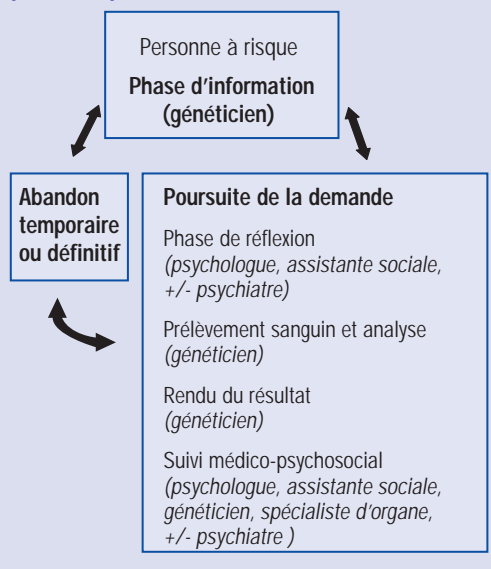 Personne à risque
Phase d'information
(généticien)
Abandon
temporaire
ou définitif
Poursuite de la demande
Phase de réflexion
(psychologue, assistante sociale,
+/- psychiatre)
Prélèvement sanguin et analyse
(généticien)
Rendu du résultat
(généticien)
Suivi médico-psychosocial
(psychologue, assistante sociale,
généticien, spécialiste d'organe,
+/- psychiatre )